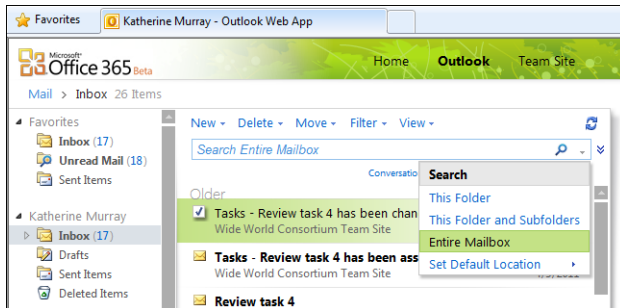 Favorites
Katherine Murray - Outlook Web App
Microsoft®
Office 365 Beta
Home Outlook Team Site
Mail > Inbox 26 Items
Favorites
Inbox (17)
Unread Mail (18)
Sent Items
Katherine Murray
Inbox (17)
Drafts
Sent Items
Deleted Items
New Delete Move Filter View
Search Entire Mailbox
Older
Tasks - Review task 4 has been chan
Wide World Consortium Team Site
Tasks - Review task 4 has been ass
Wide World Consortium Team Site
Review task 4
Search
This Folder
This Folder and Subfolders
Entire Mailbox
Set Default Location